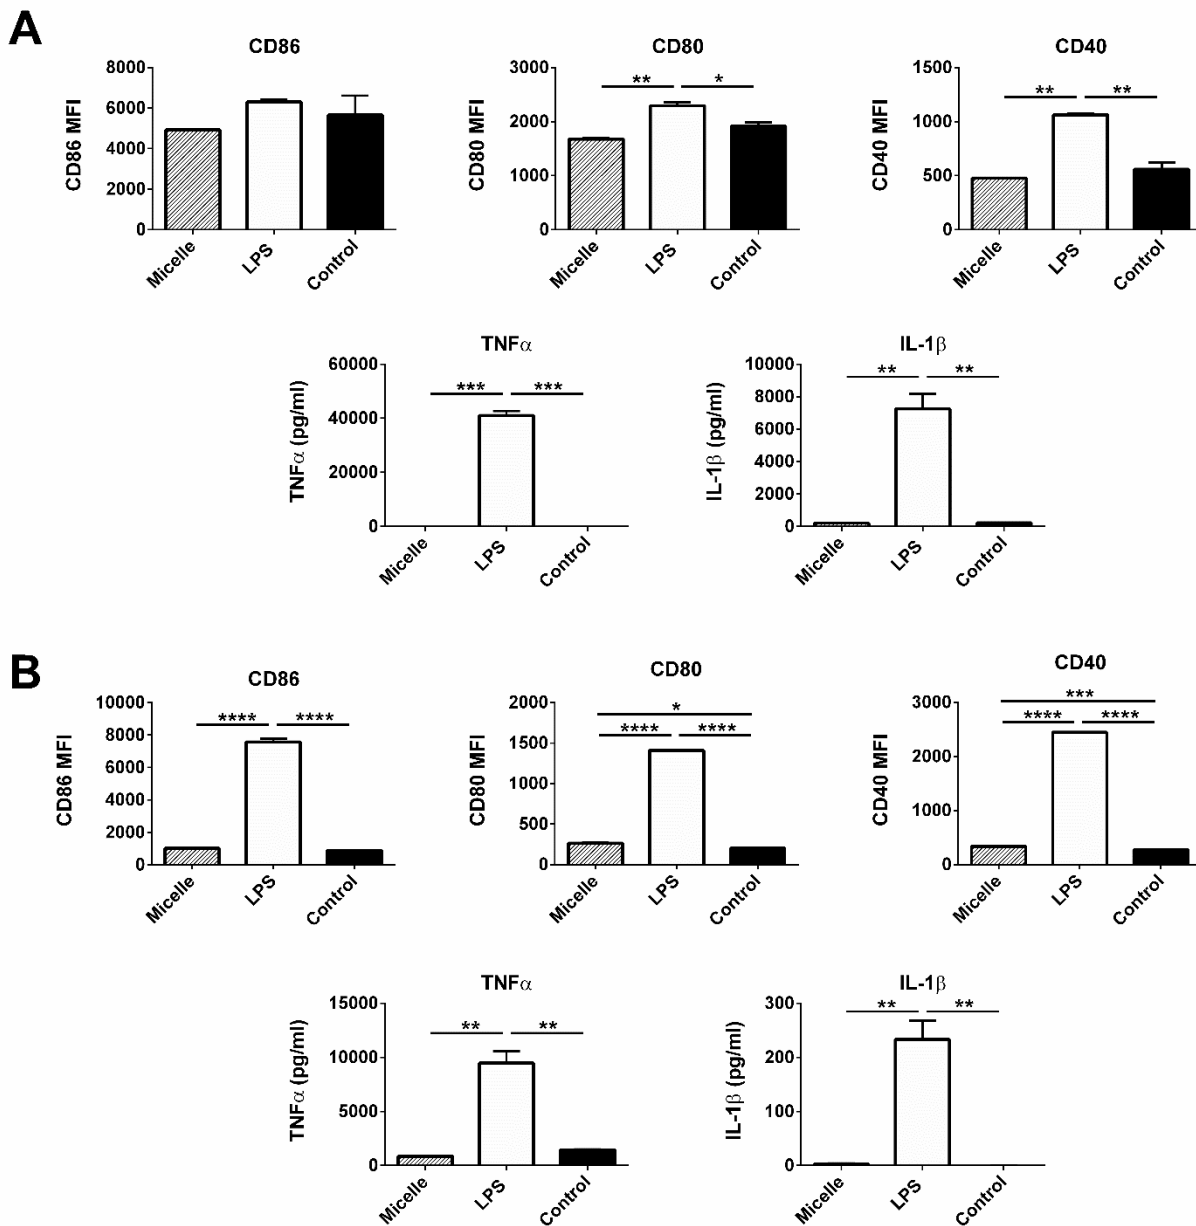 A
CD86
CD86 MFI
8000
6000
4000
2000
0
Micelle
LPS
Control
CD80
CD80 MFI
3000
2000
1000
0
** *
Micelle
LPS
Control
CD40
CD40 MFI
1500
1000
500
0
** **
Micelle
LPS
Control
TNFα
TNFα (pg/ml)
60000
40000
20000
0
*** ***
Micelle
LPS
Control
IL-1β
IL-1β (pg/ml)
10000
8000
6000
4000
2000
0
** **
Micelle
LPS
Control
B
CD86
CD86 MFI
10000
8000
6000
4000
2000
0
**** ****
Micelle
LPS
Control
CD80
CD80 MFI
2000
1500
1000
500
0
*
**** ****
Micelle
LPS
Control
CD40
CD40 MFI
3000
2000
1000
0
***
**** ****
Micelle
LPS
Control
TNFα
TNFα (pg/ml)
15000
10000
5000
0
** **
Micelle
LPS
Control
IL-1β
IL-1β (pg/ml)
300
200
100
0
** **
Micelle
LPS
Control